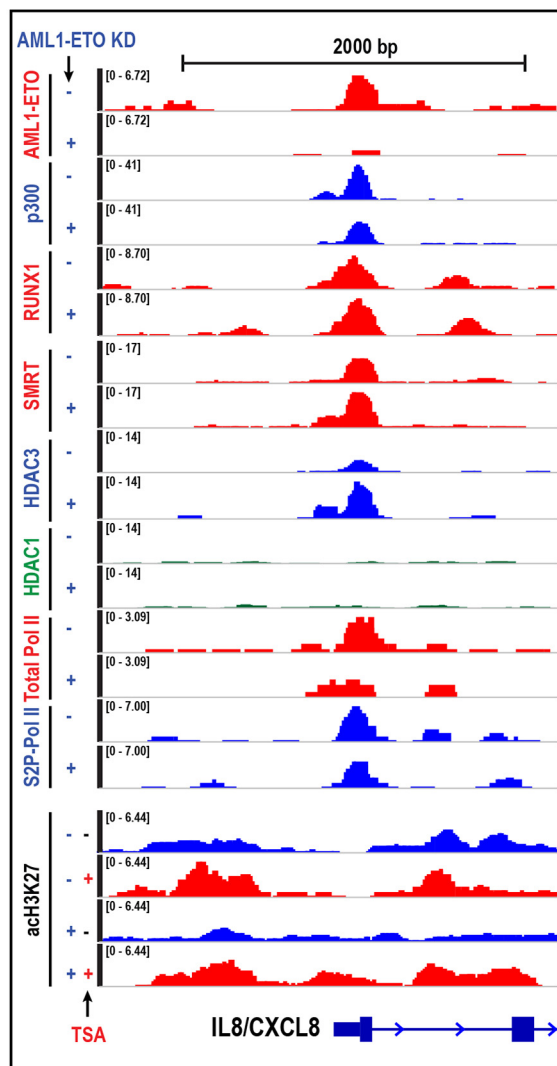 AML1-ETO KD
2000 bp
AML1-ETO
-
[0 - 6.72]
+
[0 - 6.72]
p300
-
[0 - 41]
+
[0 - 41]
RUNX1
-
[0 - 8.70]
+
[0 - 8.70]
SMRT
-
[0 - 17]
+
[0 - 17]
HDAC3
-
[0 - 14]
+
[0 - 14]
HDAC1
-
[0 - 14]
+
[0 - 14]
Total Pol II
-
[0 - 3.09]
+
[0 - 3.09]
S2P-Pol II
-
[0 - 7.00]
+
[0 - 7.00]
acH3K27
- -
[0 - 6.44]
- +
[0 - 6.44]
+ -
[0 - 6.44]
+ +
[0 - 6.44]
TSA
IL8/CXCL8